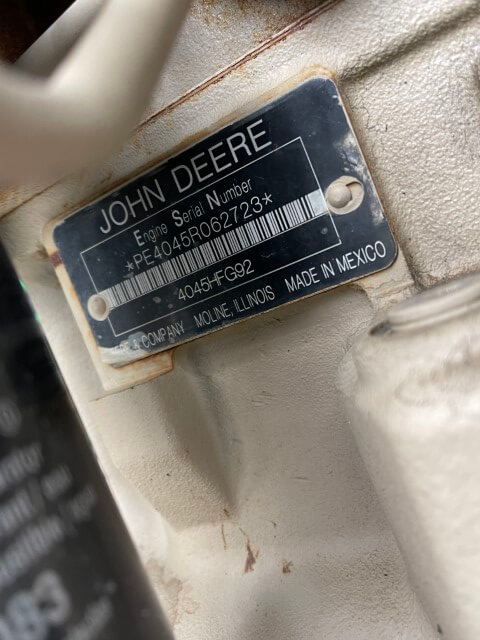 JOHN DEERE
Engine Serial Number
*PE4045R062723*
4045HFG92
& COMPANY MOLINE, ILLINOIS MADE IN MEXICO